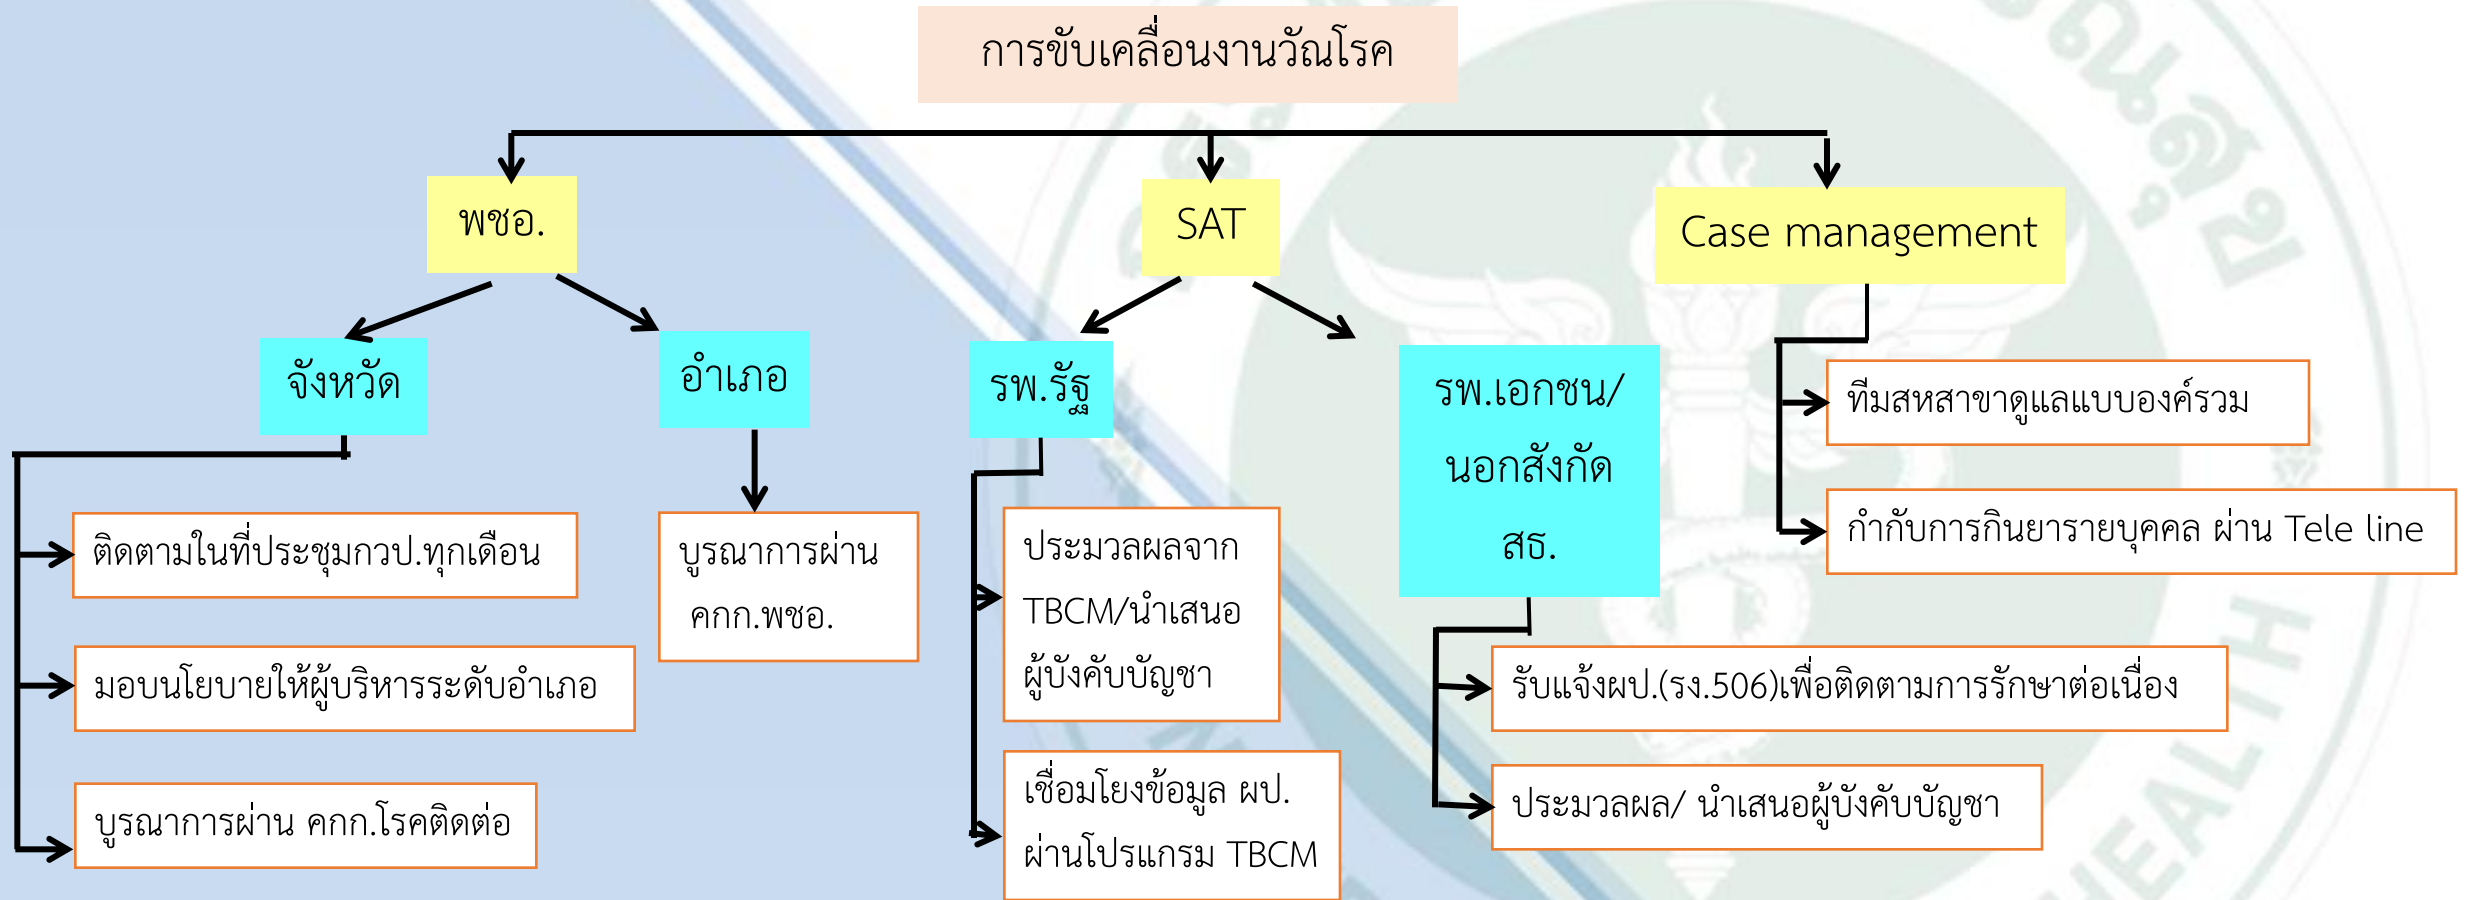 การขับเคลื่อนงานวัณโรค
พชอ.
SAT
Case management
จังหวัด
อำเภอ
รพ.รัฐ
รพ.เอกชน/
นอกสังกัด
สธ.
ติดตามในที่ประชุมกวป.ทุกเดือน
มอบนโยบายให้ผู้บริหารระดับอำเภอ
บูรณาการผ่าน คกก.โรคติดต่อ
บูรณาการผ่าน
คกก.พชอ.
ประมวลผลจาก
TBCM/นำเสนอ
ผู้บังคับบัญชา
เชื่อมโยงข้อมูล ผป.
ผ่านโปรแกรม TBCM
รับแจ้งผป.(รง.506)เพื่อติดตามการรักษาต่อเนื่อง
ประมวลผล/ นำเสนอผู้บังคับบัญชา
ทีมสหสาขาดูแลแบบองค์รวม
กำกับการกินยารายบุคคล ผ่าน Tele line
HEALTH